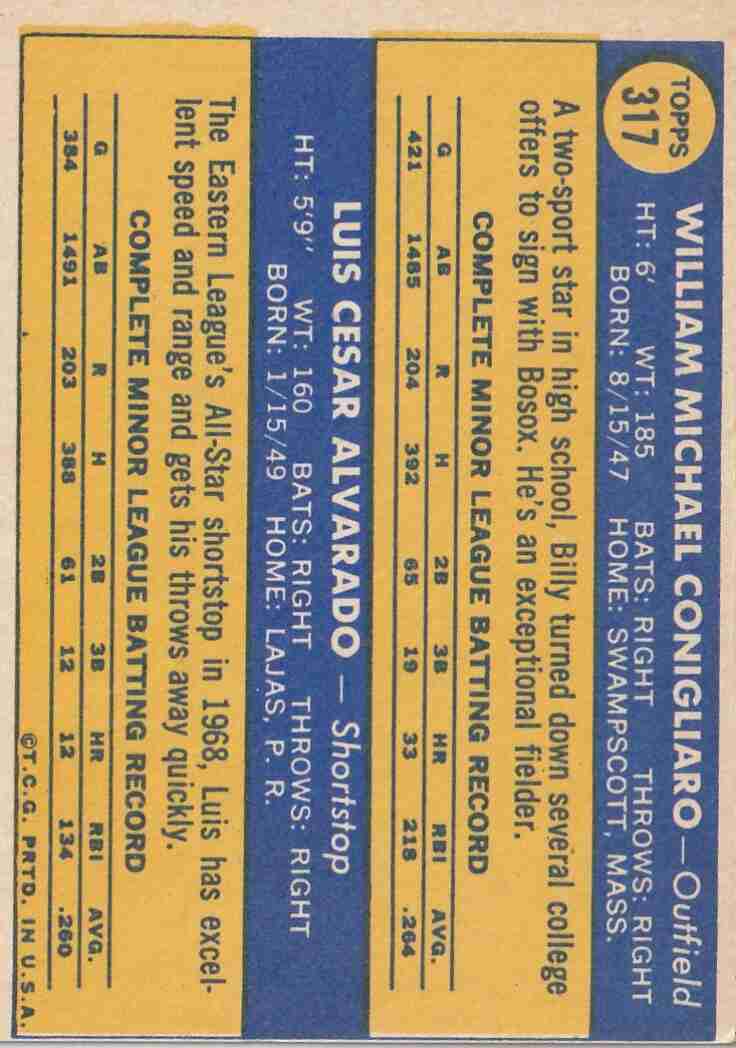 TOPPS
317
WILLIAM MICHAEL CONIGLIARO—Outfield
HT: 6' WT: 185 BATS: RIGHT THROWS: RIGHT
BORN: 8/15/47 HOME: SWAMPSCOTT, MASS.
A two-sport star in high school, Billy turned down several college
offers to sign with Bosox. He's an exceptional fielder.
COMPLETE MINOR LEAGUE BATTING RECORD
G AB R H 2B 3B HR RBI AVG.
421 1485 204 392 65 19 33 218 .264
LUIS CESAR ALVARADO — Shortstop
HT: 5'9" WT: 160 BATS: RIGHT THROWS: RIGHT
BORN: 1/15/49 HOME: LAJAS, P. R.
The Eastern League's All-Star shortstop in 1968, Luis has excel-
lent speed and range and gets his throws away quickly.
COMPLETE MINOR LEAGUE BATTING RECORD
G AB R H 2B 3B HR RBI AVG.
384 1491 203 388 61 12 12 134 .260
©T.C.G. PRTD. IN U.S.A.